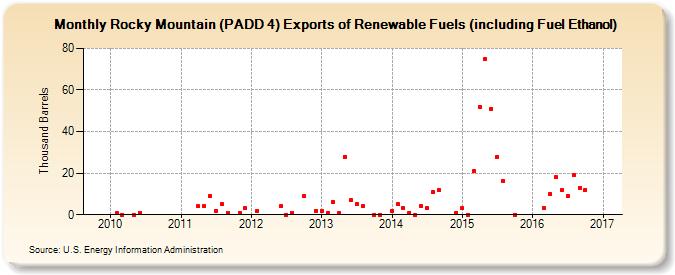 Monthly Rocky Mountain (PADD 4) Exports of Renewable Fuels (including Fuel Ethanol)
Thousand Barrels
80
60
40
20
0
2010 2011 2012 2013 2014 2015 2016 2017
Source: U.S. Energy Information Administration